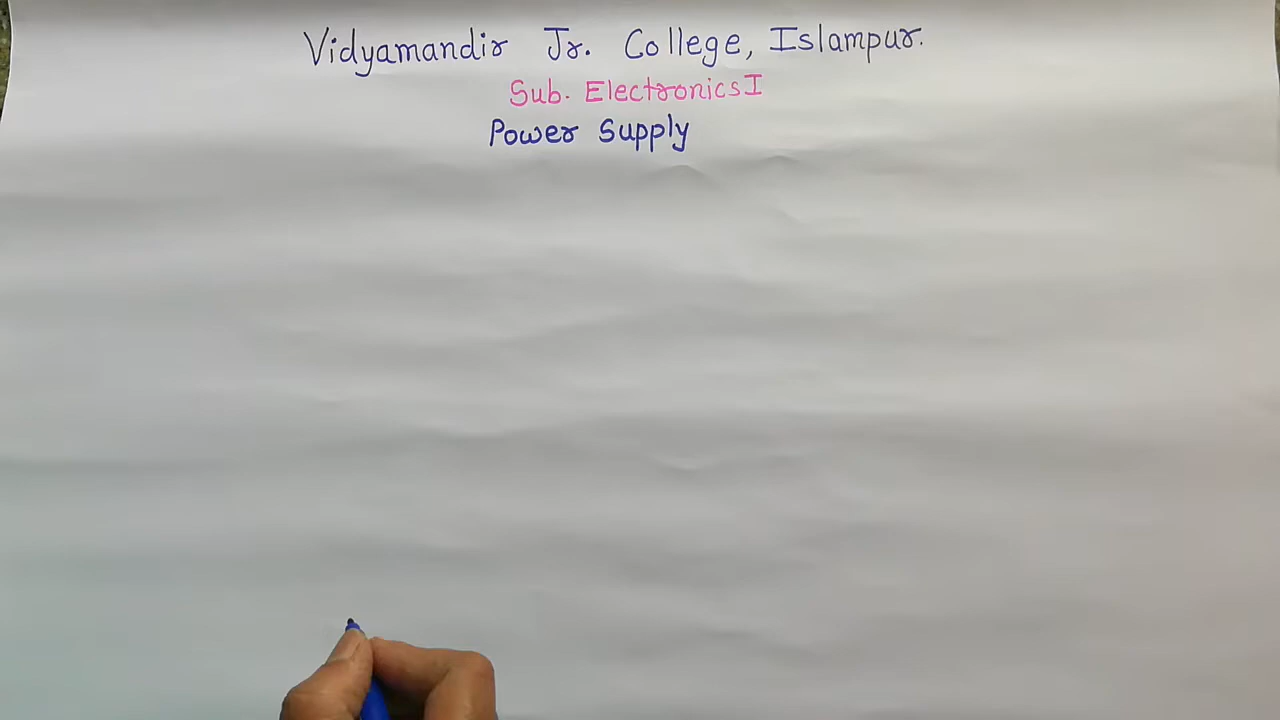 Vidyamandir Jr. College, Islampur.
Sub. Electronics I
Power Supply